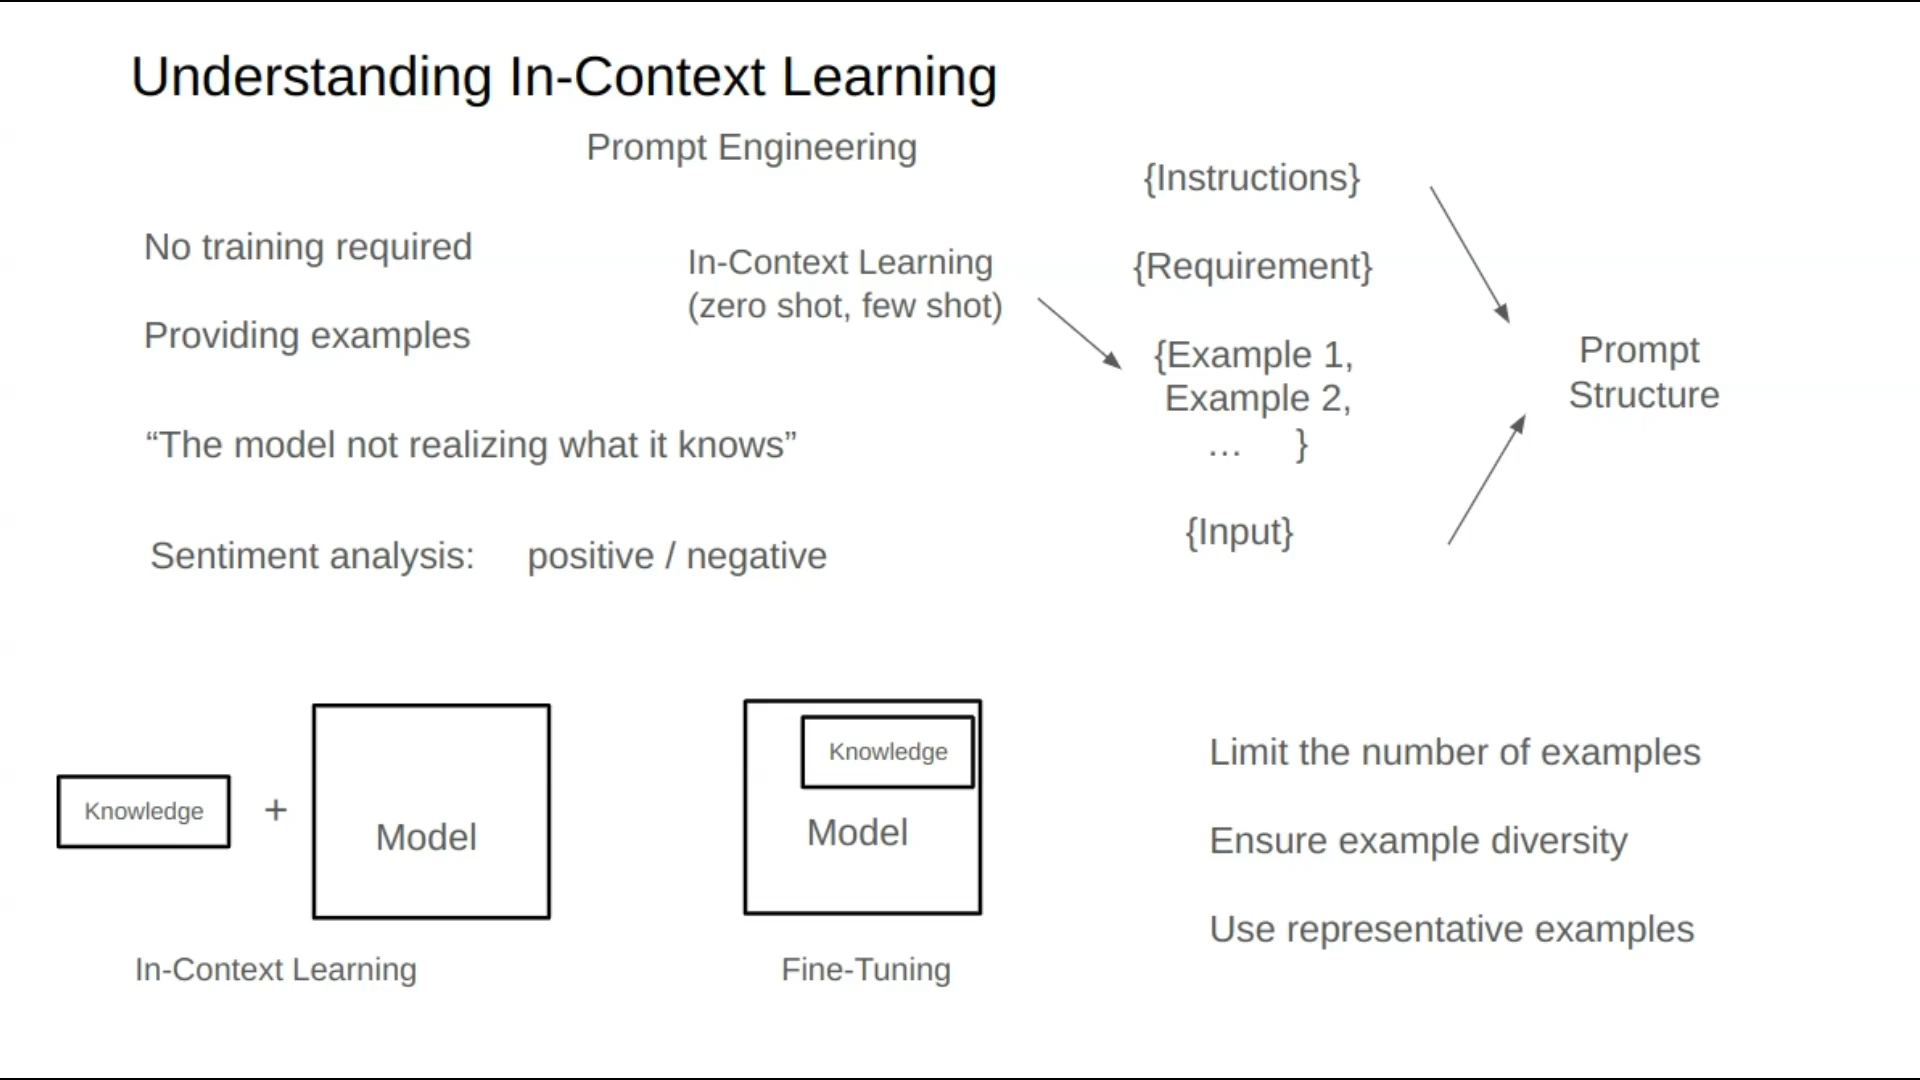 Understanding In-Context Learning
Prompt Engineering
No training required
Providing examples
In-Context Learning
(zero shot, few shot)
“The model not realizing what it knows”
Sentiment analysis: positive / negative
{Instructions}
{Requirement}
{Example 1,
Example 2,
… }
{Input}
Prompt
Structure
Knowledge
+
Model
In-Context Learning
Knowledge
Model
Fine-Tuning
Limit the number of examples
Ensure example diversity
Use representative examples